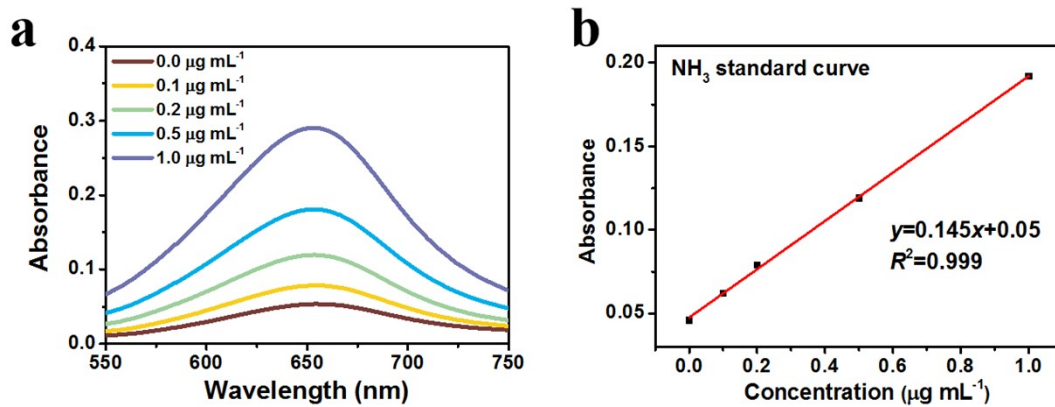 a
0.4
0.3
0.2
0.1
0.0
Absorbance
0.0 μg mL⁻¹
0.1 μg mL⁻¹
0.2 μg mL⁻¹
0.5 μg mL⁻¹
1.0 μg mL⁻¹
550 600 650 700 750
Wavelength (nm)
b
0.20
0.15
0.10
0.05
Absorbance
NH₃ standard curve
y=0.145x+0.05
R²=0.999
0.0 0.2 0.4 0.6 0.8 1.0
Concentration (μg mL⁻¹)